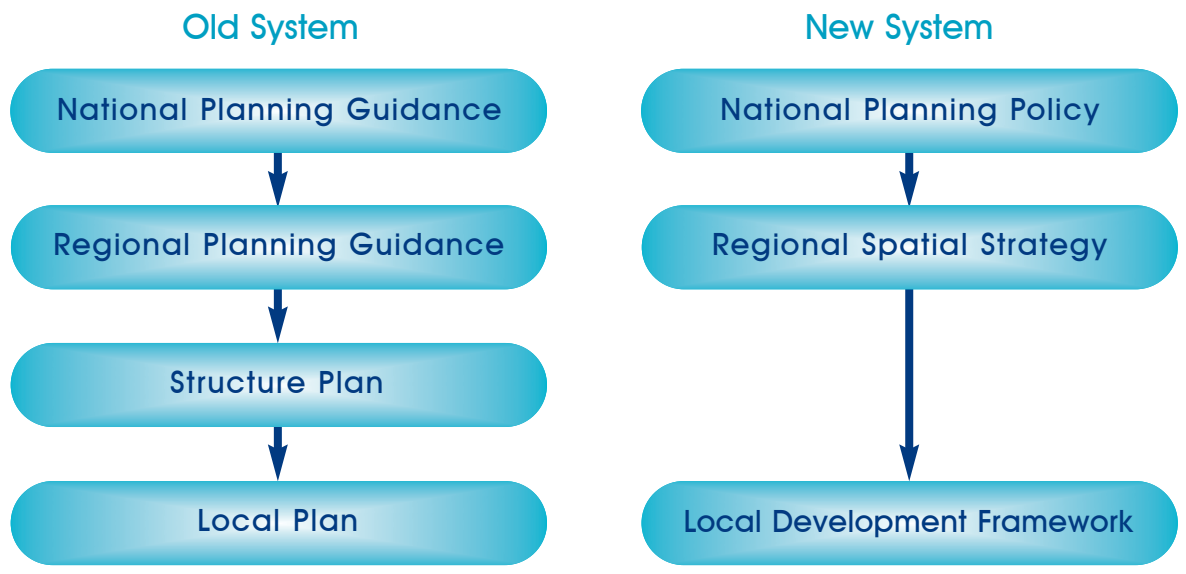 Old System
National Planning Guidance
Regional Planning Guidance
Structure Plan
Local Plan
New System
National Planning Policy
Regional Spatial Strategy
Local Development Framework